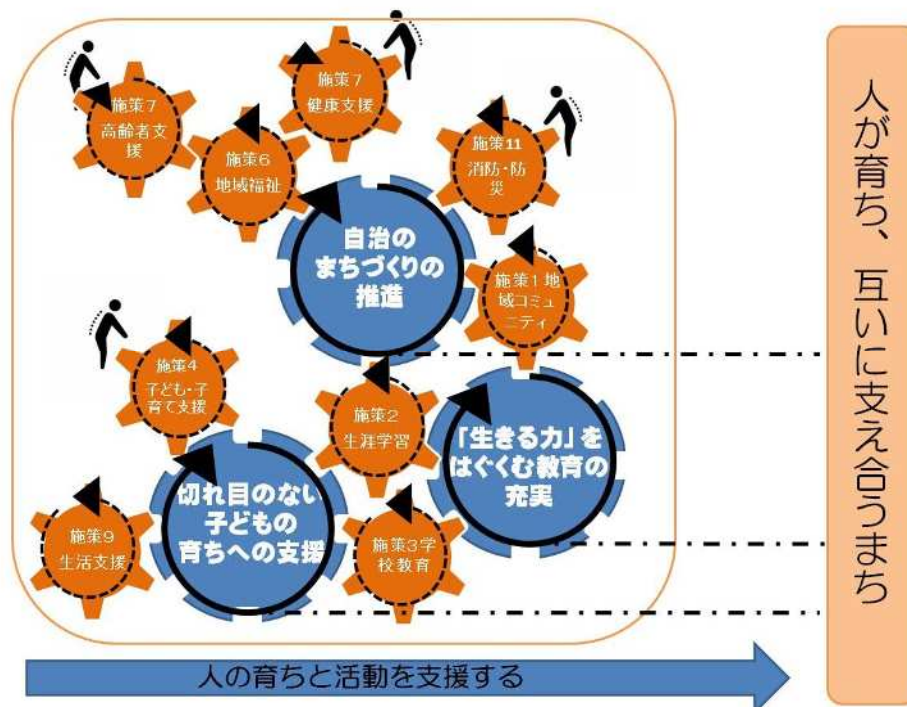 施策7
高齢者支
援
施策7
健康支援
施策6
地域福祉
施策11
消防・防
災
自治の
まちづくりの
推進
施策1地
域コミュ
ニティ
施策4
子ども・子
育て支援
施策2
生涯学習
「生きる力」を
はぐくむ教育の
充実
切れ目のない
子どもの
育ちへの支援
施策9
生活支援
施策3学
校教育
人の育ちと活動を支援する
人が育ち、互いに支え合うまち